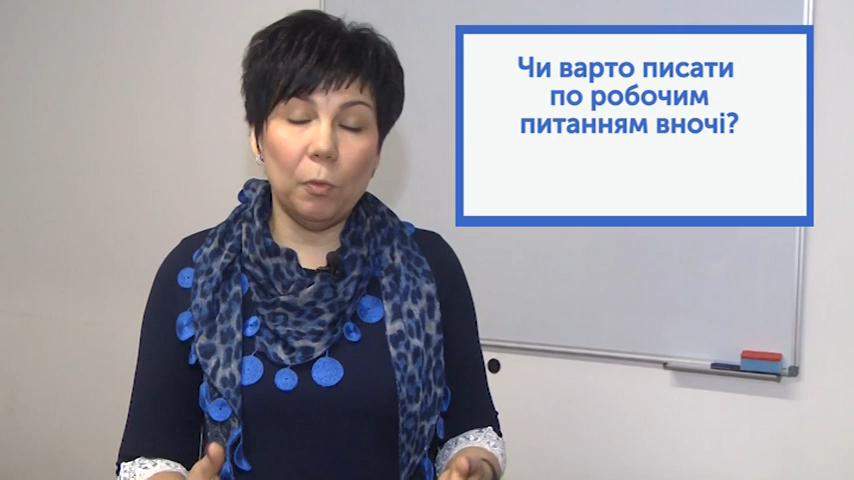 Чи варто писати
по робочим
питанням вночі?